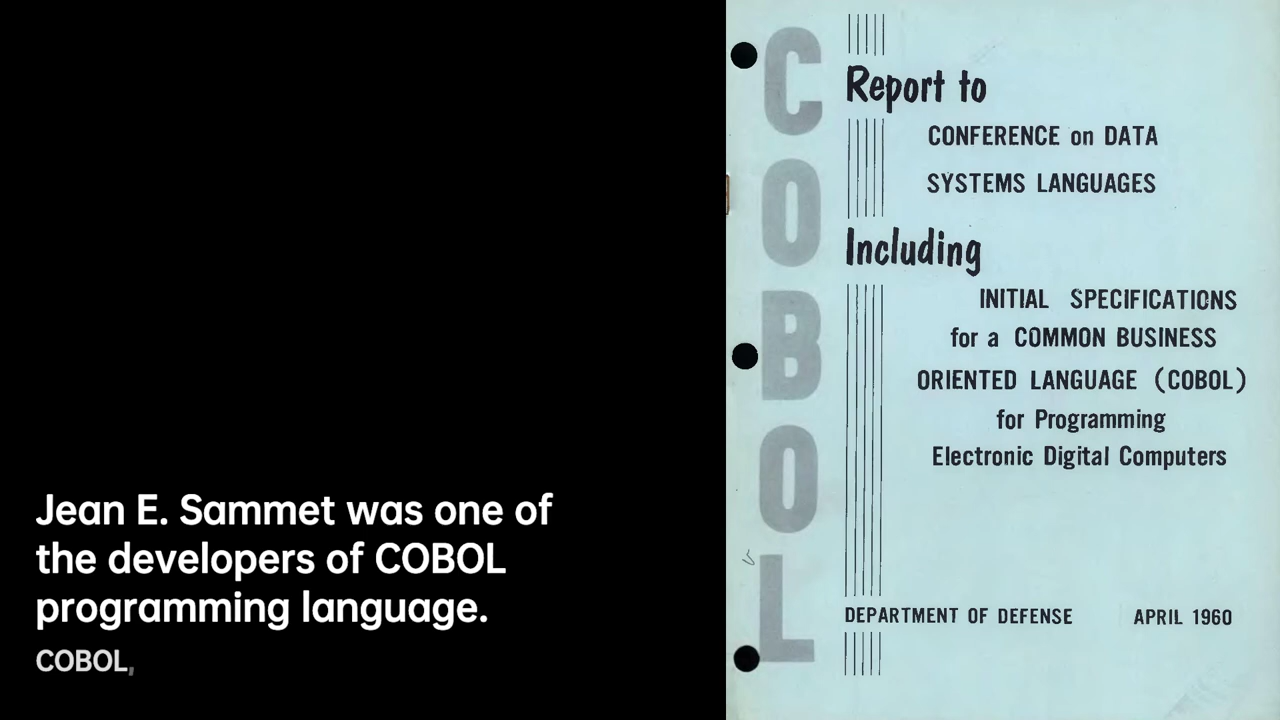 Jean E. Sammet was one of
the developers of COBOL
programming language.
COBOL,
COBOL
Report to
CONFERENCE on DATA
SYSTEMS LANGUAGES
Including
INITIAL SPECIFICATIONS
for a COMMON BUSINESS
ORIENTED LANGUAGE (COBOL)
for Programming
Electronic Digital Computers
DEPARTMENT OF DEFENSE APRIL 1960